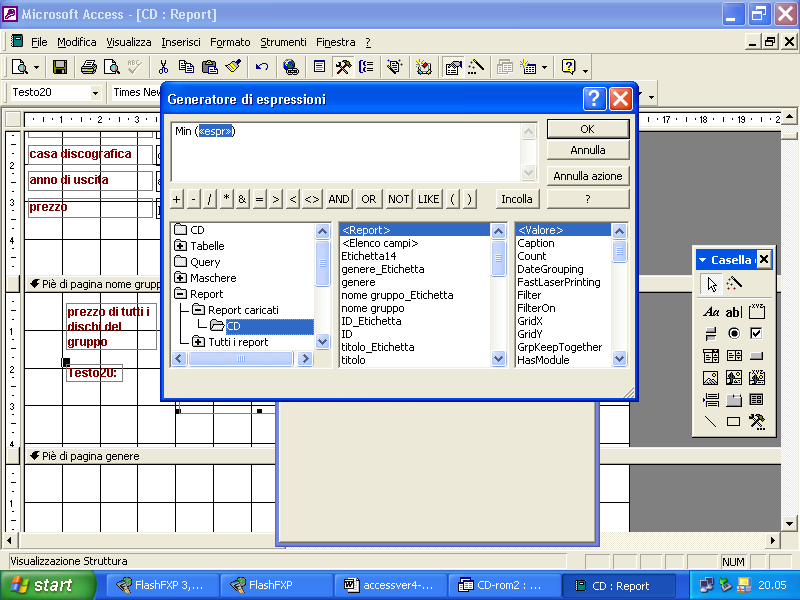 Microsoft Access - [CD : Report]
File Modifica Visualizza Inserisci Formato Strumenti Finestra ?
Testo20
Times New
Generatore di espressioni
Min («espr»)
OK
Annulla
Annulla azione
+ - / * & = > < <> AND OR NOT LIKE ( ) Incolla ?
CD
Tabelle
Query
Maschere
Report
Report caricati
CD
Tutti i report
<Report>
<Elenco campi>
Etichetta14
genere_Etichetta
genere
nome gruppo_Etichetta
nome gruppo
ID_Etichetta
ID
titolo_Etichetta
titolo
<Valore>
Caption
Count
DateGrouping
FastLaserPrinting
Filter
FilterOn
GridX
GridY
GrpKeepTogether
HasModule
casa discografica
anno di uscita
prezzo
Piè di pagina nome grupp
prezzo di tutti i
dischi del
gruppo
Testo20:
Piè di pagina genere
Casella
Aa ab|
Visualizzazione Struttura
NUM
start
FlashFXP 3,...
FlashFXP
accessver4-...
CD-rom2 : ...
CD : Report
20.05